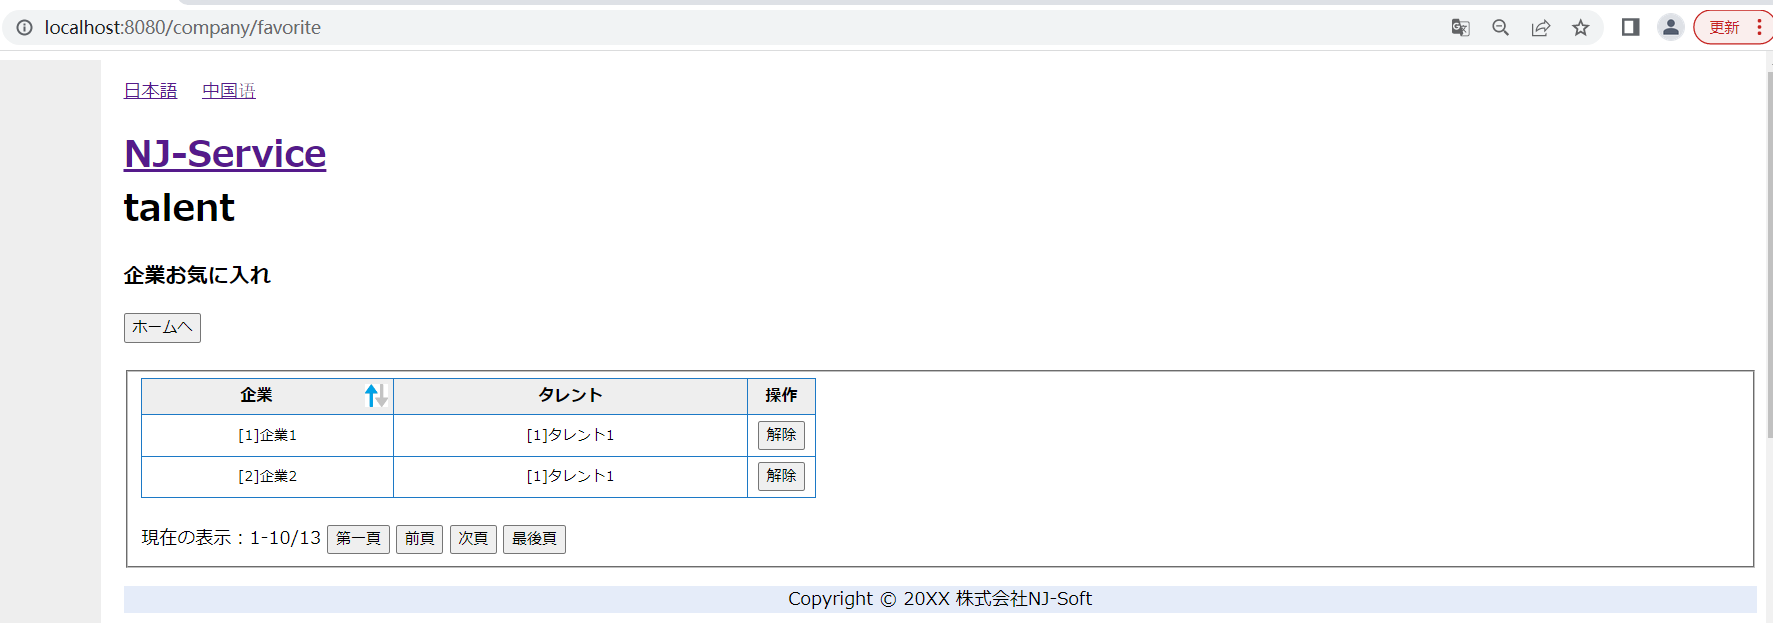 localhost:8080/company/favorite 更新
日本語 中国语
NJ-Service
talent
企業お気に入れ
ホームへ
企業 タレント 操作
[1]企業1 [1]タレント1 解除
[2]企業2 [1]タレント1 解除
現在の表示：1-10/13 第一頁 前頁 次頁 最後頁
Copyright © 20XX 株式会社NJ-Soft